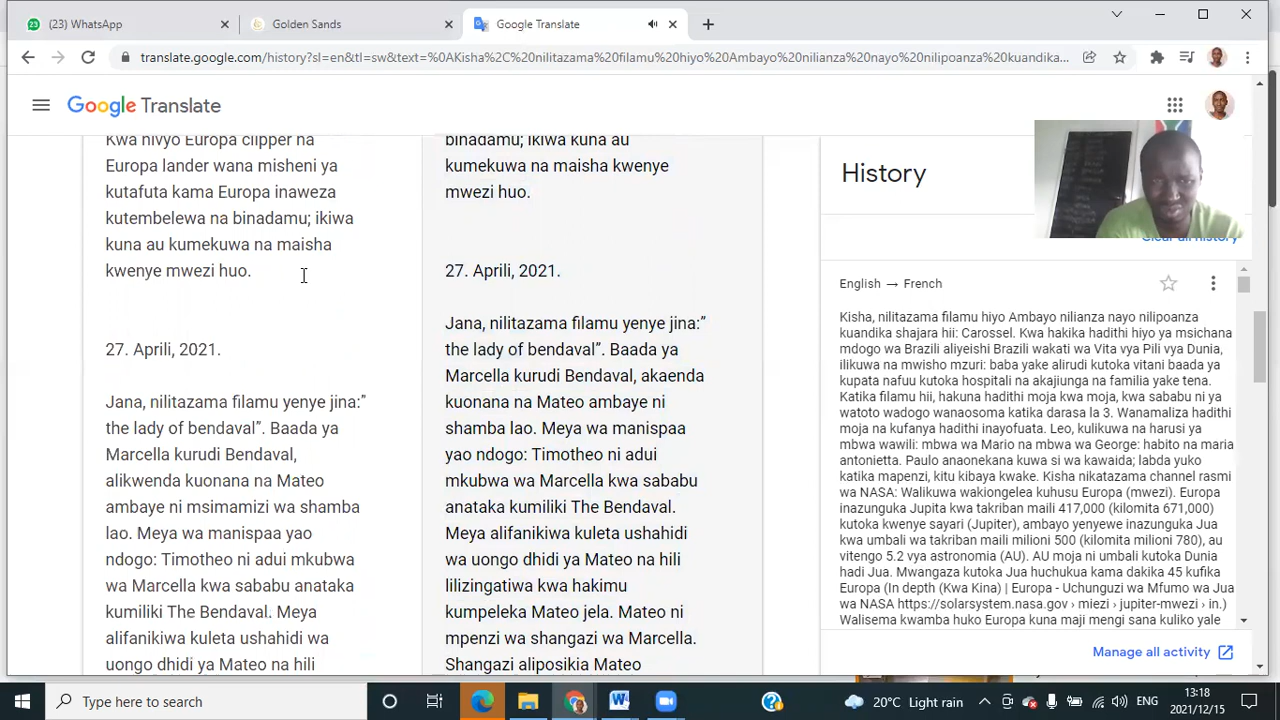 (23) WhatsApp
Golden Sands
Google Translate
translate.google.com/history?sl=en&tl=sw&text=%0AKisha%2C%20nilitazama%20filamu%20hiyo%20Ambayo%20nilianza%20nayo%20nilipoanza%20kuandika...
Google Translate
Kwa hivyo Europa clipper na
Europa lander wana misheni ya
kutafuta kama Europa inaweza
kutembelewa na binadamu; ikiwa
kuna au kumekuwa na maisha
kwenye mwezi huo.
27. Aprili, 2021.
Jana, nilitazama filamu yenye jina:”
the lady of bendaval”. Baada ya
Marcella kurudi Bendaval,
alikwenda kuonana na Mateo
ambaye ni msimamizi wa shamba
lao. Meya wa manispaa yao
ndogo: Timotheo ni adui mkubwa
wa Marcella kwa sababu anataka
kumiliki The Bendaval. Meya
alifanikiwa kuleta ushahidi wa
uongo dhidi ya Mateo na hili
binadamu; ikiwa kuna au
kumekuwa na maisha kwenye
mwezi huo.
27. Aprili, 2021.
Jana, nilitazama filamu yenye jina:”
the lady of bendaval”. Baada ya
Marcella kurudi Bendaval, akaenda
kuonana na Mateo ambaye ni
shamba lao. Meya wa manispaa
yao ndogo: Timotheo ni adui
mkubwa wa Marcella kwa sababu
anataka kumiliki The Bendaval.
Meya alifanikiwa kuleta ushahidi
wa uongo dhidi ya Mateo na hili
lilizingatiwa kwa hakimu
kumpeleka Mateo jela. Mateo ni
mpenzi wa shangazi wa Marcella.
Shangazi aliposikia Mateo
History
Clear all history
English → French
Kisha, nilitazama filamu hiyo Ambayo nilianza nayo nilipoanza
kuandika shajara hii: Carossel. Kwa hakika hadithi hiyo ya msichana
mdogo wa Brazili aliyeishi Brazili wakati wa Vita vya Pili vya Dunia,
ilikuwa na mwisho mzuri: baba yake alirudi kutoka vitani baada ya
kupata nafuu kutoka hospitali na akajiunga na familia yake tena.
Katika filamu hii, hakuna hadithi moja kwa moja, kwa sababu ni ya
watoto wadogo wanaosoma katika darasa la 3. Wanamaliza hadithi
moja na kufanya hadithi inayofuata. Leo, kulikuwa na harusi ya
mbwa wawili: mbwa wa Mario na mbwa wa George: habito na maria
antonietta. Paulo anaonekana kuwa si wa kawaida; labda yuko
katika mapenzi, kitu kibaya kwake. Kisha nikatazama channel rasmi
wa NASA: Walikuwa wakiongelea kuhusu Europa (mwezi). Europa
inazunguka Jupita kwa takriban maili 417,000 (kilomita 671,000)
kutoka kwenye sayari (Jupiter), ambayo yenyewe inazunguka Jua
kwa umbali wa takriban maili milioni 500 (kilomita milioni 780), au
vitengo 5.2 vya astronomia (AU). AU moja ni umbali kutoka Dunia
hadi Jua. Mwangaza kutoka Jua huchukua kama dakika 45 kufika
Europa (In depth (Kwa Kina) | Europa - Uchunguzi wa Mfumo wa Jua
wa NASA https://solarsystem.nasa.gov › miezi › jupiter-mwezi › in.)
Walisema kwamba huko Europa kuna maji mengi sana kuliko yale
Manage all activity
Type here to search
20°C Light rain
ENG
13:18
2021/12/15